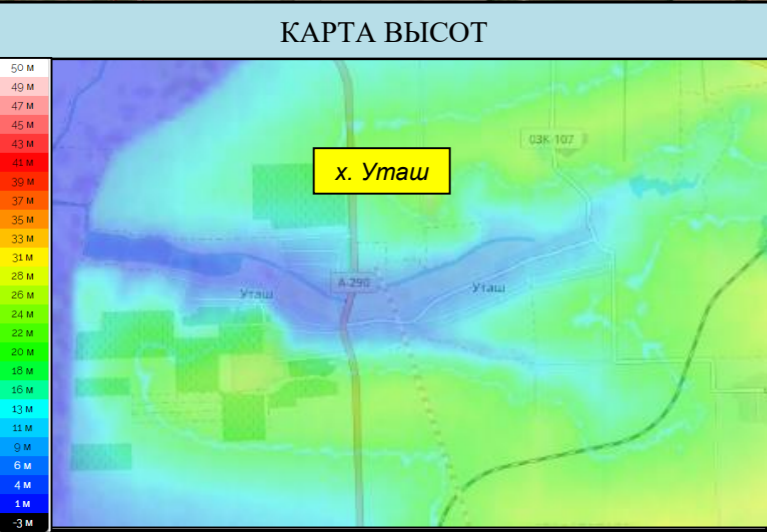 КАРТА ВЫСОТ
50 м
49 м
47 м
45 м
43 м
41 м
39 м
37 м
35 м
33 м
31 м
28 м
26 м
24 м
22 м
20 м
18 м
16 м
13 м
11 м
9 м
6 м
4 м
1 м
-3 м
03К-107
х. Уташ
А-290
Уташ
Уташ